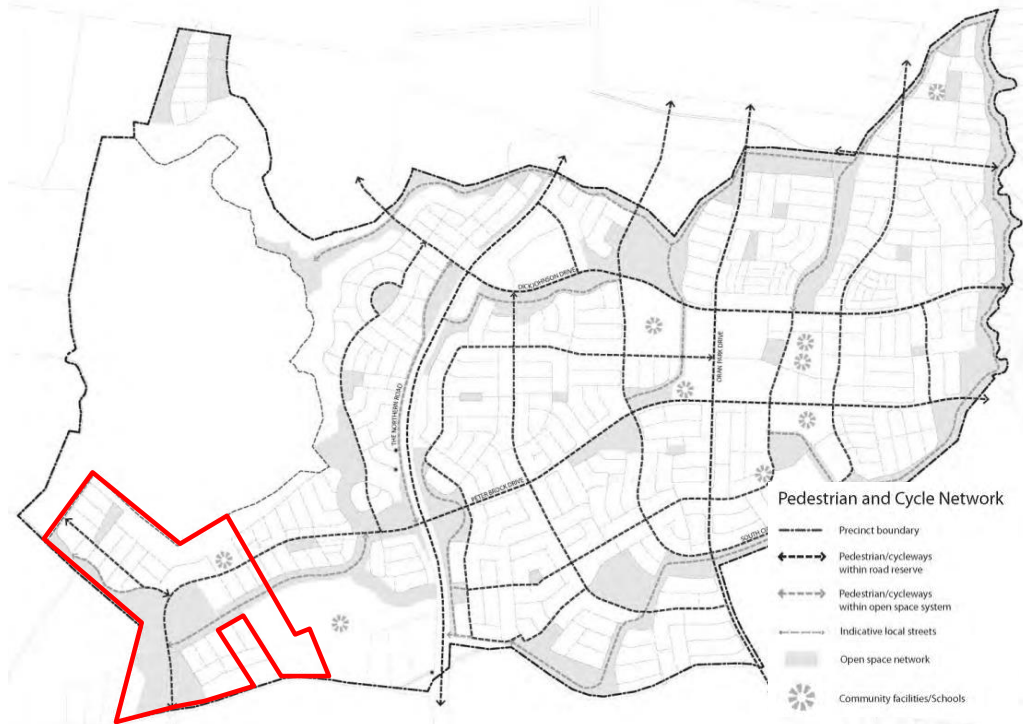 DICK JOHNSON DRIVE
ORAN PARK DRIVE
THE NORTHERN ROAD
PETER BROCK DRIVE
Pedestrian and Cycle Network
SOUTH
Precinct boundary
Pedestrian/cycleways
within road reserve
Pedestrian/cycleways
within open space system
Indicative local streets
Open space network
Community facilities/Schools